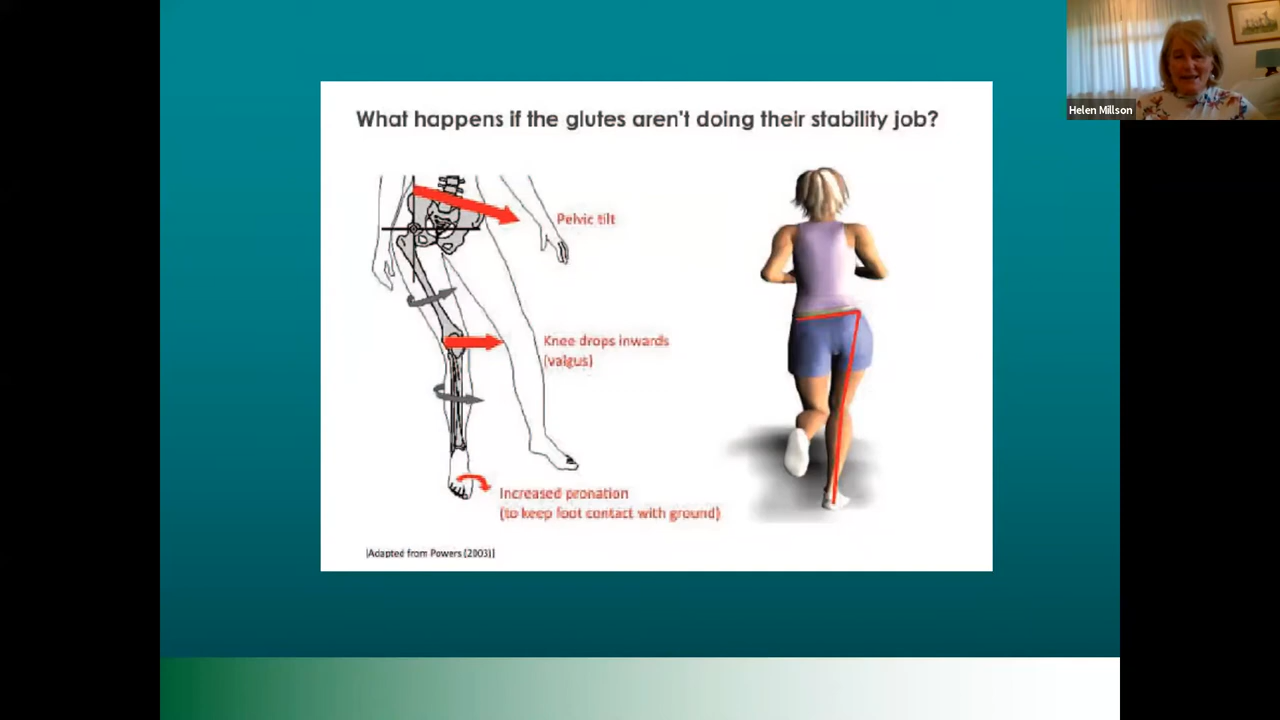 Helen Millson
What happens if the glutes aren't doing their stability job?
Pelvic tilt
Knee drops inwards
(valgus)
Increased pronation
(to keep foot contact with ground)
[Adapted from Powers (2003)]